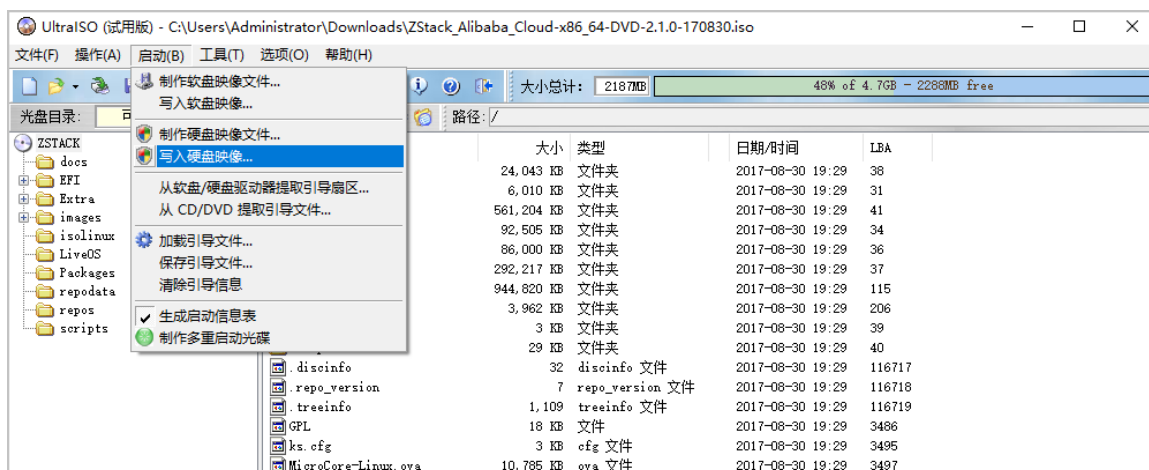 UltraISO (试用版) - C:\Users\Administrator\Downloads\ZStack_Alibaba_Cloud-x86_64-DVD-2.1.0-170830.iso
文件(F) 操作(A) 启动(B) 工具(T) 选项(O) 帮助(H)
大小总计: 2187MB 48% of 4.7GB - 2288MB free
光盘目录: 可 路径: /
制作软盘映像文件...
写入软盘映像...
制作硬盘映像文件...
写入硬盘映像...
从软盘/硬盘驱动器提取引导扇区...
从 CD/DVD 提取引导文件...
加载引导文件...
保存引导文件...
清除引导信息
生成启动信息表
制作多重启动光碟
ZSTACK
docs
EFI
Extra
images
isolinux
LiveOS
Packages
repodata
repos
scripts
大小 类型 日期/时间 LBA
24,043 KB 文件夹 2017-08-30 19:29 38
6,010 KB 文件夹 2017-08-30 19:29 31
561,204 KB 文件夹 2017-08-30 19:29 41
92,505 KB 文件夹 2017-08-30 19:29 34
86,000 KB 文件夹 2017-08-30 19:29 36
292,217 KB 文件夹 2017-08-30 19:29 37
944,820 KB 文件夹 2017-08-30 19:29 115
3,962 KB 文件夹 2017-08-30 19:29 206
3 KB 文件夹 2017-08-30 19:29 39
29 KB 文件夹 2017-08-30 19:29 40
.discinfo 32 discinfo 文件 2017-08-30 19:29 116717
.repo_version 7 repo_version 文件 2017-08-30 19:29 116718
.treeinfo 1,109 treeinfo 文件 2017-08-30 19:29 116719
GPL 18 KB 文件 2017-08-30 19:29 3486
ks.cfg 3 KB cfg 文件 2017-08-30 19:29 3495
MicroCore-Linux.ova 10,785 KB ova 文件 2017-08-30 19:29 3497